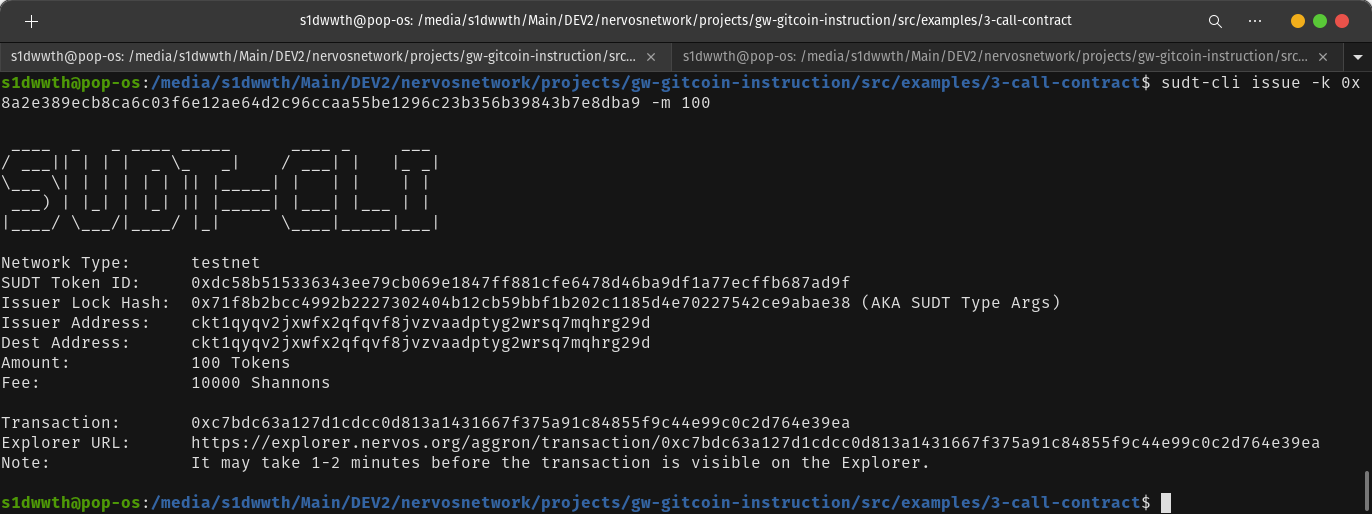 s1dwwth@pop-os: /media/s1dwwth/Main/DEV2/nervosnetwork/projects/gw-gitcoin-instruction/src/examples/3-call-contract
s1dwwth@pop-os: /media/s1dwwth/Main/DEV2/nervosnetwork/projects/gw-gitcoin-instruction/src...
s1dwwth@pop-os: /media/s1dwwth/Main/DEV2/nervosnetwork/projects/gw-gitcoin-instruction/src...
s1dwwth@pop-os:/media/s1dwwth/Main/DEV2/nervosnetwork/projects/gw-gitcoin-instruction/src/examples/3-call-contract$ sudt-cli issue -k 0x
8a2e389ecb8ca6c03f6e12ae64d2c96ccaa55be1296c23b356b39843b7e8dba9 -m 100
SUDT-CLI
Network Type: testnet
SUDT Token ID: 0xdc58b515336343ee79cb069e1847ff881cfe6478d46ba9df1a77ecffb687ad9f
Issuer Lock Hash: 0x71f8b2bcc4992b2227302404b12cb59bbf1b202c1185d4e70227542ce9abae38 (AKA SUDT Type Args)
Issuer Address: ckt1qyqv2jxwfx2qfqvf8jvzvaadptyg2wrsq7mqhrg29d
Dest Address: ckt1qyqv2jxwfx2qfqvf8jvzvaadptyg2wrsq7mqhrg29d
Amount: 100 Tokens
Fee: 10000 Shannons
Transaction: 0xc7bdc63a127d1cdcc0d813a1431667f375a91c84855f9c44e99c0c2d764e39ea
Explorer URL: https://explorer.nervos.org/aggron/transaction/0xc7bdc63a127d1cdcc0d813a1431667f375a91c84855f9c44e99c0c2d764e39ea
Note: It may take 1-2 minutes before the transaction is visible on the Explorer.
s1dwwth@pop-os:/media/s1dwwth/Main/DEV2/nervosnetwork/projects/gw-gitcoin-instruction/src/examples/3-call-contract$